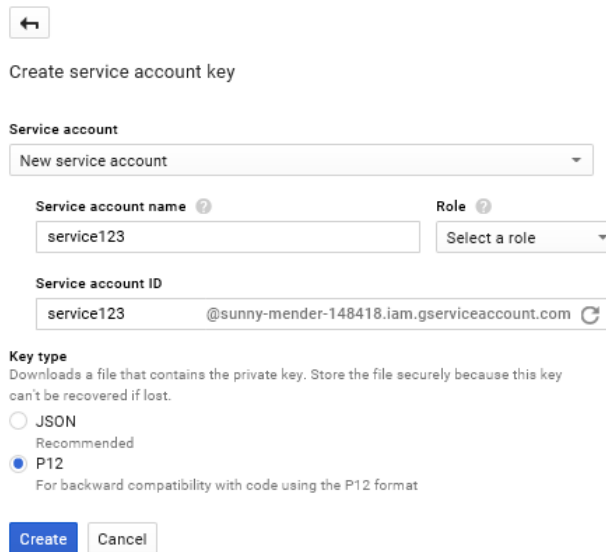 Create service account key
Service account
New service account
Service account name
Role
service123
Select a role
Service account ID
service123 @sunny-mender-148418.iam.gserviceaccount.com
Key type
Downloads a file that contains the private key. Store the file securely because this key
can't be recovered if lost.
JSON
Recommended
P12
For backward compatibility with code using the P12 format
Create Cancel